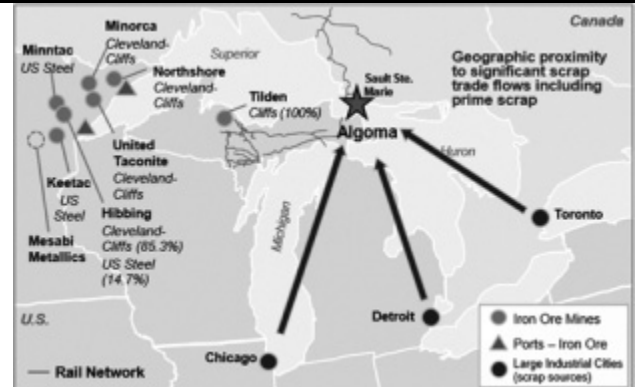 Canada
Minorca
Cleveland-
Cliffs
Minntac
US Steel
Northshore
Cleveland-
Cliffs
Superior
Tilden
Cliffs (100%)
Sault Ste.
Marie
Algoma
Geographic proximity
to significant scrap
trade flows including
prime scrap
United
Taconite
Cleveland-
Cliffs
Keetac
US
Steel
Hibbing
Cleveland-
Cliffs (85.3%)
US Steel
(14.7%)
Mesabi
Metallics
Huron
Michigan
Toronto
Detroit
Chicago
U.S.
Rail Network
Iron Ore Mines
Ports – Iron Ore
Large Industrial Cities
(scrap sources)